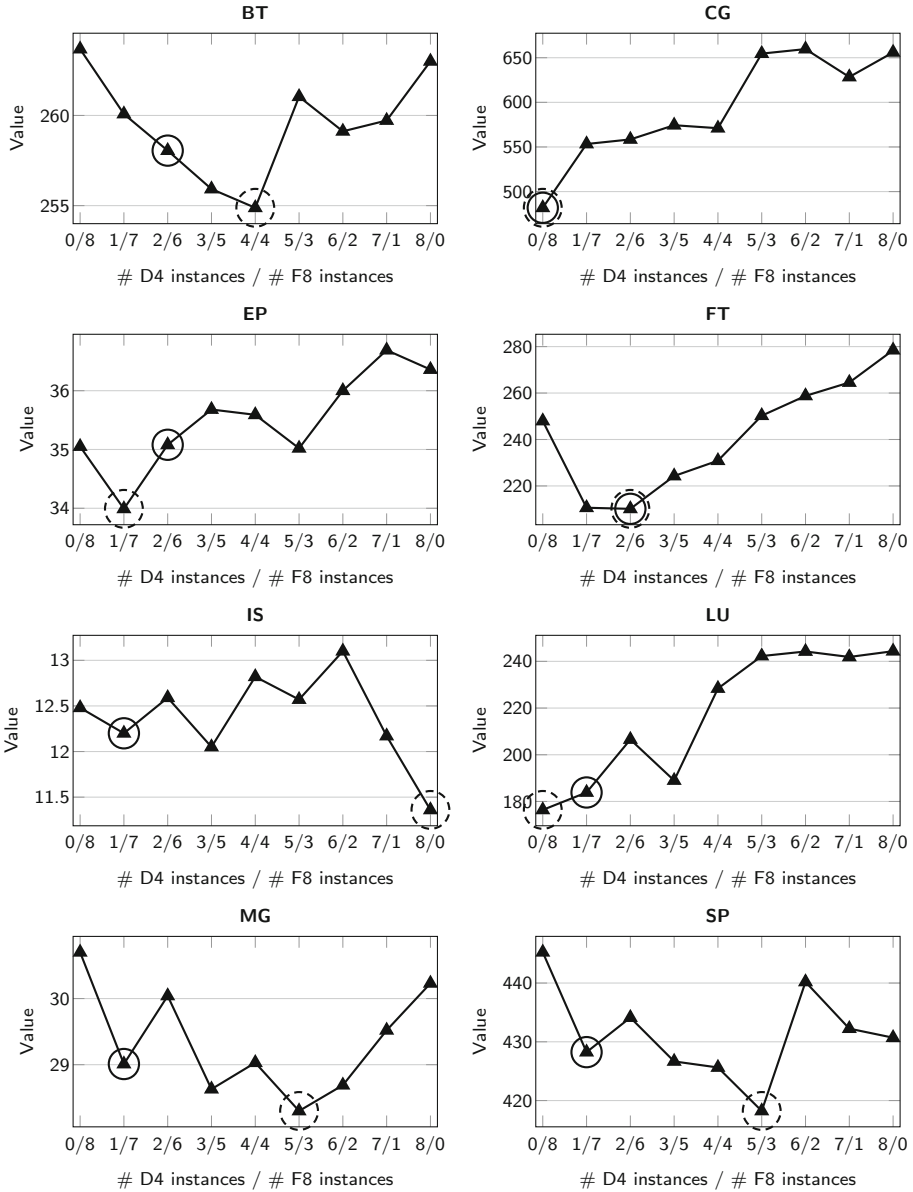 BT
Value
260
255
0/8 1/7 2/6 3/5 4/4 5/3 6/2 7/1 8/0
# D4 instances / # F8 instances
CG
Value
650
600
550
500
0/8 1/7 2/6 3/5 4/4 5/3 6/2 7/1 8/0
# D4 instances / # F8 instances
EP
Value
36
35
34
0/8 1/7 2/6 3/5 4/4 5/3 6/2 7/1 8/0
# D4 instances / # F8 instances
FT
Value
280
260
240
220
0/8 1/7 2/6 3/5 4/4 5/3 6/2 7/1 8/0
# D4 instances / # F8 instances
IS
Value
13
12.5
12
11.5
0/8 1/7 2/6 3/5 4/4 5/3 6/2 7/1 8/0
# D4 instances / # F8 instances
LU
Value
240
220
200
180
0/8 1/7 2/6 3/5 4/4 5/3 6/2 7/1 8/0
# D4 instances / # F8 instances
MG
Value
30
29
0/8 1/7 2/6 3/5 4/4 5/3 6/2 7/1 8/0
# D4 instances / # F8 instances
SP
Value
440
430
420
0/8 1/7 2/6 3/5 4/4 5/3 6/2 7/1 8/0
# D4 instances / # F8 instances